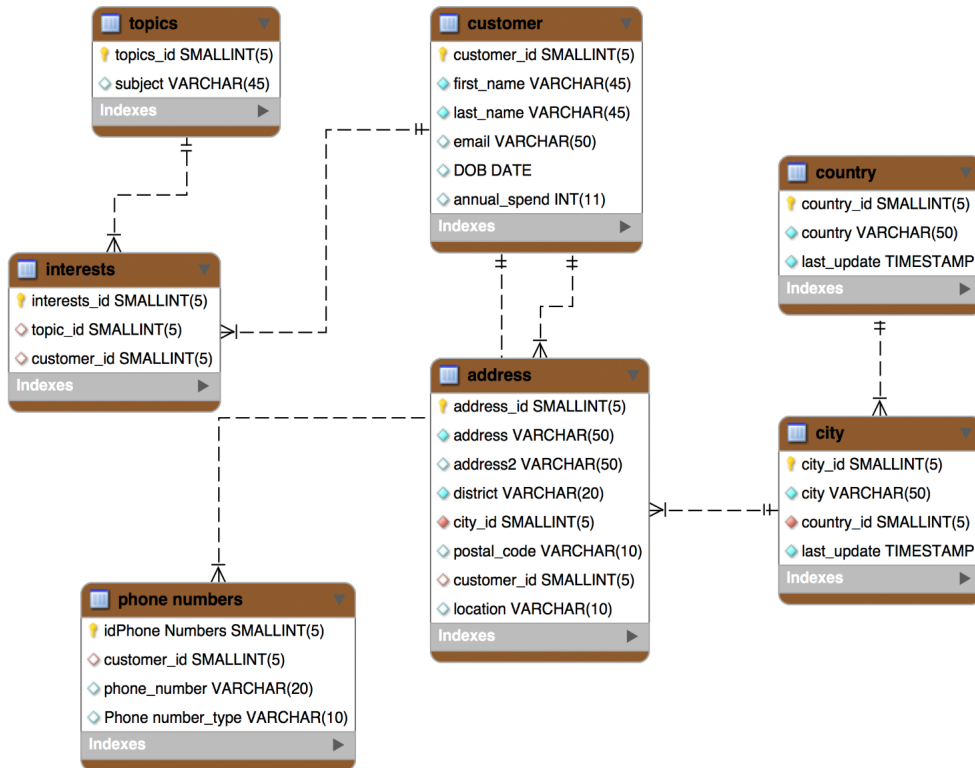 topics
topics_id SMALLINT(5)
subject VARCHAR(45)
Indexes
customer
customer_id SMALLINT(5)
first_name VARCHAR(45)
last_name VARCHAR(45)
email VARCHAR(50)
DOB DATE
annual_spend INT(11)
Indexes
country
country_id SMALLINT(5)
country VARCHAR(50)
last_update TIMESTAMP
Indexes
interests
interests_id SMALLINT(5)
topic_id SMALLINT(5)
customer_id SMALLINT(5)
Indexes
address
address_id SMALLINT(5)
address VARCHAR(50)
address2 VARCHAR(50)
district VARCHAR(20)
city_id SMALLINT(5)
postal_code VARCHAR(10)
customer_id SMALLINT(5)
location VARCHAR(10)
Indexes
city
city_id SMALLINT(5)
city VARCHAR(50)
country_id SMALLINT(5)
last_update TIMESTAMP
Indexes
phone numbers
idPhone Numbers SMALLINT(5)
customer_id SMALLINT(5)
phone_number VARCHAR(20)
Phone number_type VARCHAR(10)
Indexes